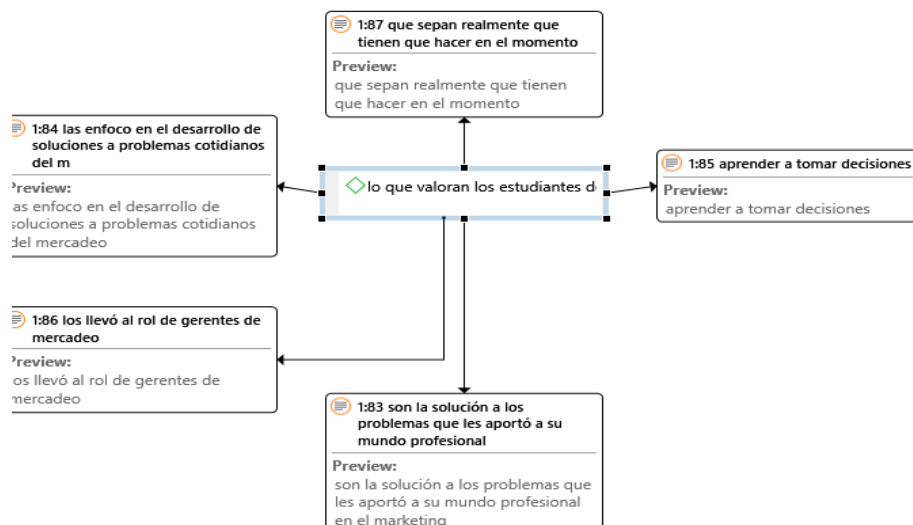 1:87 que sepan realmente que
tienen que hacer en el momento
Preview:
que sepan realmente que tienen
que hacer en el momento
1:84 las enfoco en el desarrollo de
soluciones a problemas cotidianos
del m
Preview:
las enfoco en el desarrollo de
soluciones a problemas cotidianos
del mercadeo
lo que valoran los estudiantes d
1:85 aprender a tomar decisiones
Preview:
aprender a tomar decisiones
1:86 los llevó al rol de gerentes de
mercadeo
Preview:
los llevó al rol de gerentes de
mercadeo
1:83 son la solución a los
problemas que les aportó a su
mundo profesional
Preview:
son la solución a los problemas que
les aportó a su mundo profesional
en el marketing